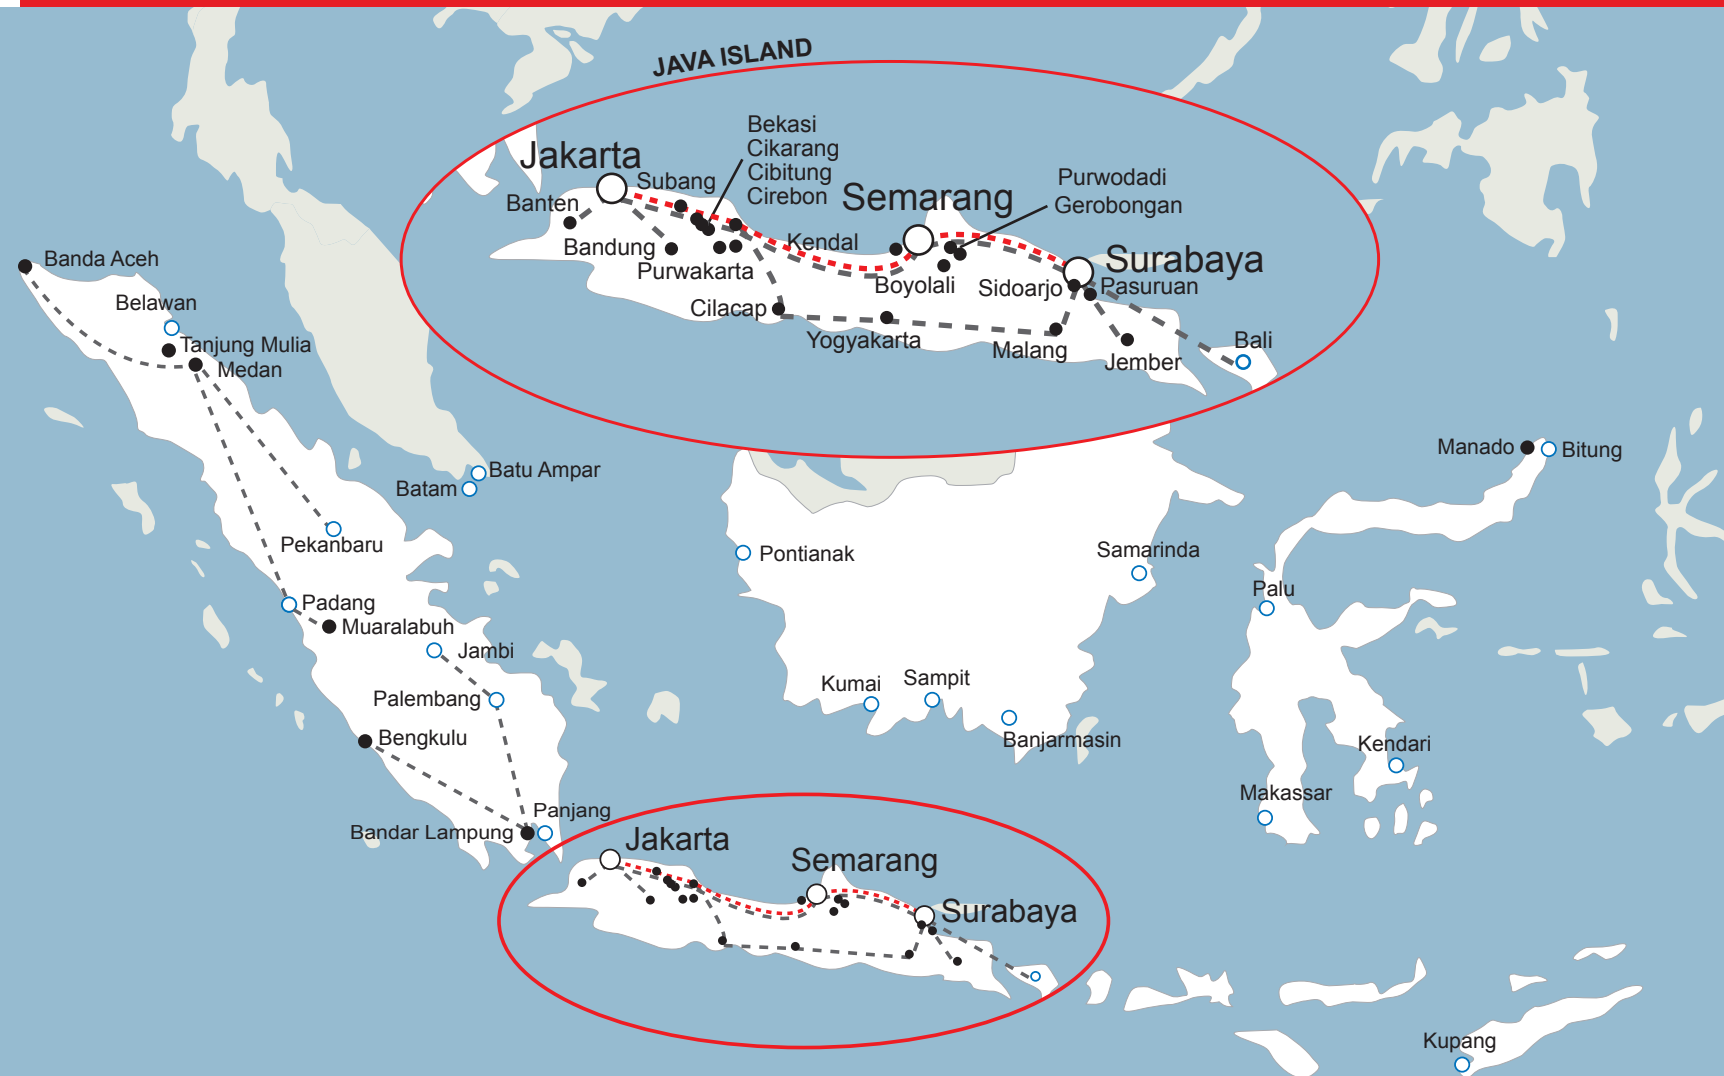 JAVA ISLAND
Bekasi
Cikarang
Cibitung
Cirebon
Jakarta
Subang
Banten
Bandung
Purwakarta
Semarang
Kendal
Purwodadi
Gerobongan
Boyolali
Surabaya
Sidoarjo
Pasuruan
Cilacap
Yogyakarta
Malang
Jember
Bali
Banda Aceh
Belawan
Tanjung Mulia
Medan
Batu Ampar
Batam
Pekanbaru
Padang
Muaralabuh
Jambi
Palembang
Bengkulu
Panjang
Bandar Lampung
Pontianak
Samarinda
Kumai
Sampit
Banjarmasin
Manado
Bitung
Palu
Kendari
Makassar
Jakarta
Semarang
Surabaya
Kupang